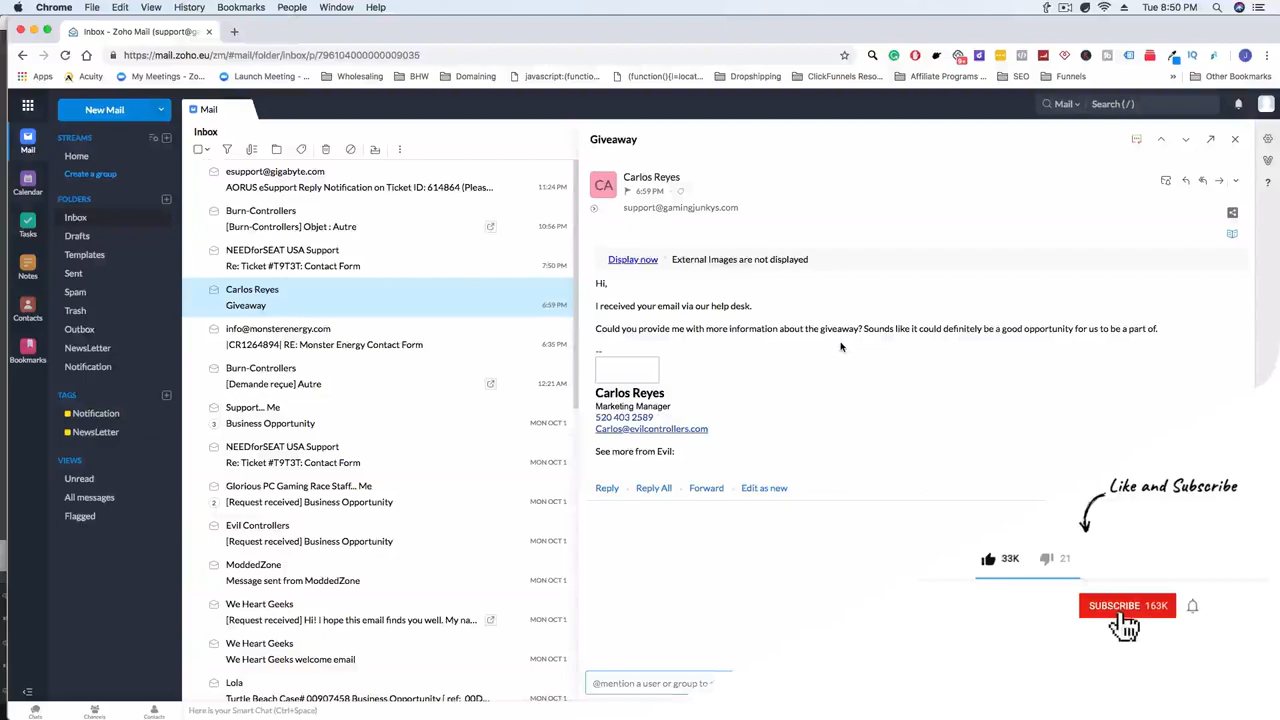 Chrome File Edit View History Bookmarks People Window Help Tue 8:50 PM
Inbox - Zoho Mail (support@g
https://mail.zoho.eu/zm/#mail/folder/inbox/p/796104000000009035
Apps Acuity My Meetings - Zo... Launch Meeting - ... Wholesaling BHW Domaining javascript:(functio... (function(){l=locat... Dropshipping ClickFunnels Reso... Affiliate Programs ... SEO Funnels » Other Bookmarks
New Mail
Mail
Mail Search ( / )
Mail
Calendar
Tasks
Notes
Contacts
Bookmarks
STREAMS
Home
Create a group
FOLDERS
Inbox
Drafts
Templates
Sent
Spam
Trash
Outbox
NewsLetter
Notification
TAGS
Notification
NewsLetter
VIEWS
Unread
All messages
Flagged
Inbox
esupport@gigabyte.com
AORUS eSupport Reply Notification on Ticket ID: 614864 (Pleas... 11:24 PM
Burn-Controllers
[Burn-Controllers] Objet : Autre 10:56 PM
NEEDforSEAT USA Support
Re: Ticket #T9T3T: Contact Form 7:50 PM
Carlos Reyes
Giveaway 6:59 PM
info@monsterenergy.com
|CR1264894| RE: Monster Energy Contact Form 6:35 PM
Burn-Controllers
[Demande reçue] Autre 12:21 AM
Support... Me
3 Business Opportunity MON OCT 1
NEEDforSEAT USA Support
Re: Ticket #T9T3T: Contact Form MON OCT 1
Glorious PC Gaming Race Staff... Me
2 [Request received] Business Opportunity MON OCT 1
Evil Controllers
[Request received] Business Opportunity MON OCT 1
ModdedZone
Message sent from ModdedZone MON OCT 1
We Heart Geeks
[Request received] Hi! I hope this email finds you well. My na... MON OCT 1
We Heart Geeks
We Heart Geeks welcome email MON OCT 1
Lola
Turtle Beach Case# 00907458 Business Opportunity [ ref:_00D... MON OCT 1
Giveaway
CA
Carlos Reyes
6:59 PM
support@gamingjunkys.com
Display now External Images are not displayed
Hi,
I received your email via our help desk.
Could you provide me with more information about the giveaway? Sounds like it could definitely be a good opportunity for us to be a part of.
--
Carlos Reyes
Marketing Manager
520 403 2589
Carlos@evilcontrollers.com
See more from Evil:
Reply Reply All Forward Edit as new
Like and Subscribe
33K 21
SUBSCRIBE 163K
@mention a user or group to
Chats Channels Contacts Here is your Smart Chat (Ctrl+Space)